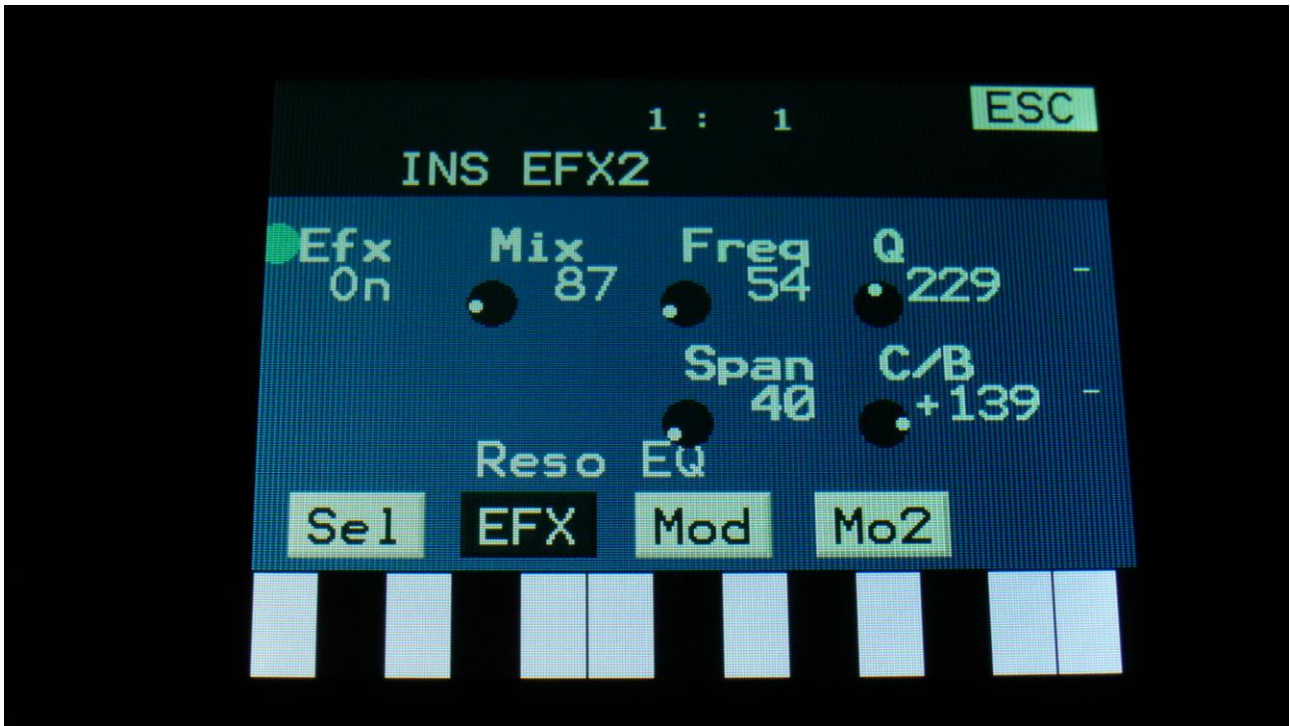 1 : 1 ESC
INS EFX2
Efx Mix Freq Q
On 87 54 229 -
Span C/B
40 +139 -
Reso EQ
Sel EFX Mod Mo2